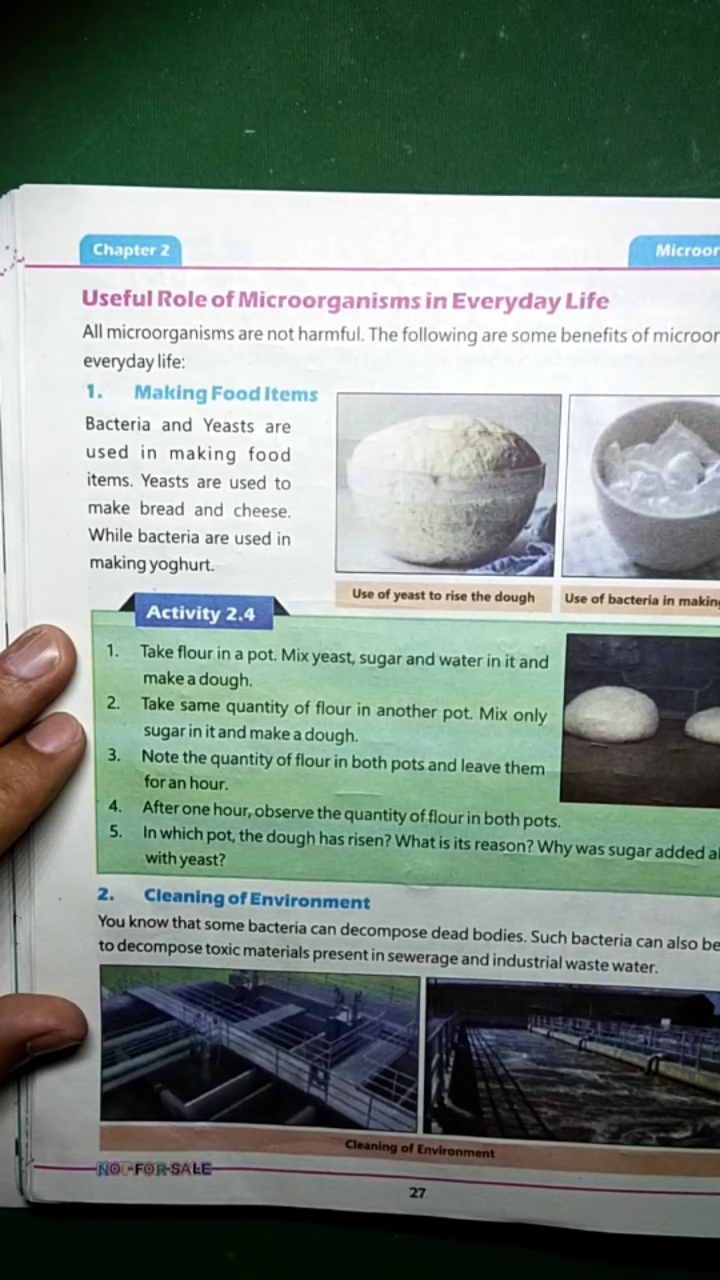 Chapter 2
Microor
Useful Role of Microorganisms in Everyday Life
All microorganisms are not harmful. The following are some benefits of microor
everyday life:
1. Making Food Items
Bacteria and Yeasts are
used in making food
items. Yeasts are used to
make bread and cheese.
While bacteria are used in
making yoghurt.
Use of yeast to rise the dough
Use of bacteria in making
Activity 2.4
1. Take flour in a pot. Mix yeast, sugar and water in it and
make a dough.
2. Take same quantity of flour in another pot. Mix only
sugar in it and make a dough.
3. Note the quantity of flour in both pots and leave them
for an hour.
4. After one hour, observe the quantity of flour in both pots.
5. In which pot, the dough has risen? What is its reason? Why was sugar added al
with yeast?
2. Cleaning of Environment
You know that some bacteria can decompose dead bodies. Such bacteria can also be
to decompose toxic materials present in sewerage and industrial waste water.
Cleaning of Environment
NOT-FOR-SALE
27